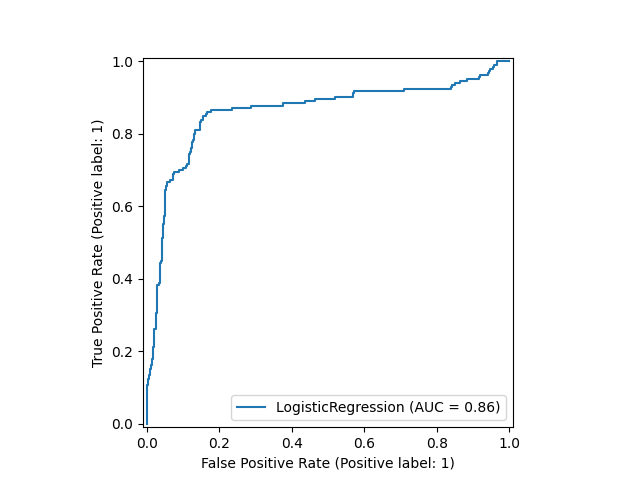 1.0
0.8
0.6
0.4
0.2
0.0
True Positive Rate (Positive label: 1)
LogisticRegression (AUC = 0.86)
0.0 0.2 0.4 0.6 0.8 1.0
False Positive Rate (Positive label: 1)